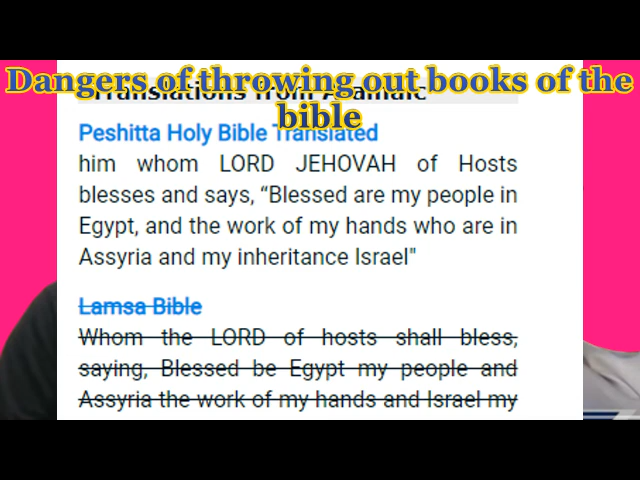 Dangers of throwing out books of the
bible
Translations from Aramaic
Peshitta Holy Bible Translated
him whom LORD JEHOVAH of Hosts
blesses and says, “Blessed are my people in
Egypt, and the work of my hands who are in
Assyria and my inheritance Israel"
Lamsa Bible
Whom the LORD of hosts shall bless,
saying, Blessed be Egypt my people and
Assyria the work of my hands and Israel my